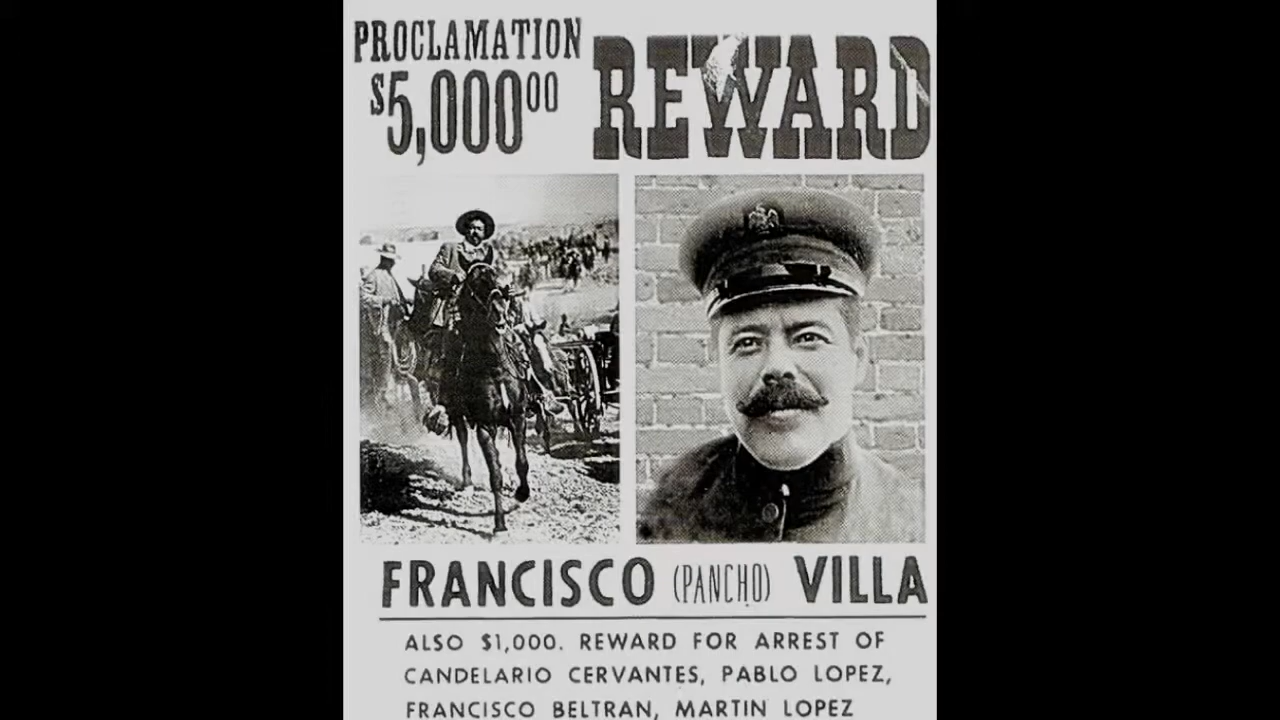 PROCLAMATION
$5,000⁰⁰
REWARD
FRANCISCO (PANCHO) VILLA
ALSO $1,000. REWARD FOR ARREST OF
CANDELARIO CERVANTES, PABLO LOPEZ,
FRANCISCO BELTRAN, MARTIN LOPEZ